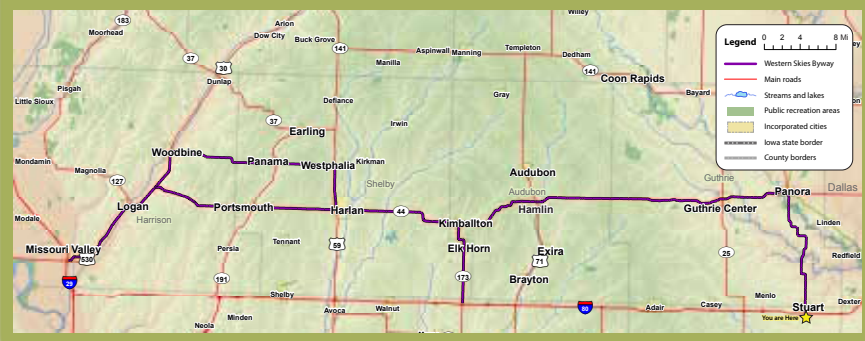 Willey
183
Arion
Moorhead
Dow City
Buck Grove
141
Aspinwall
Manning
Templeton
Dedham
37
30
Manilla
141
Coon Rapids
Dunlap
Pisgah
Little Sioux
Defiance
Gray
Bayard
37
Irwin
Earling
Woodbine
Panama
Westphalia
Kirkman
Mondamin
Magnolia
127
Shelby
Audubon
Audubon
Guthrie
Panora
Dallas
Logan
Portsmouth
Harlan
44
Hamlin
Guthrie Center
Modale
Harrison
Kimballton
Linden
Missouri Valley
530
Persia
Tennant
59
Elk Horn
Exira
71
25
Redfield
29
191
173
Brayton
Shelby
Menlo
Dexter
Neola
Minden
Avoca
Walnut
80
Adair
Casey
Stuart
You are Here
Legend
0 2 4 8 Mi
Western Skies Byway
Main roads
Streams and lakes
Public recreation areas
Incorporated cities
Iowa state border
County borders